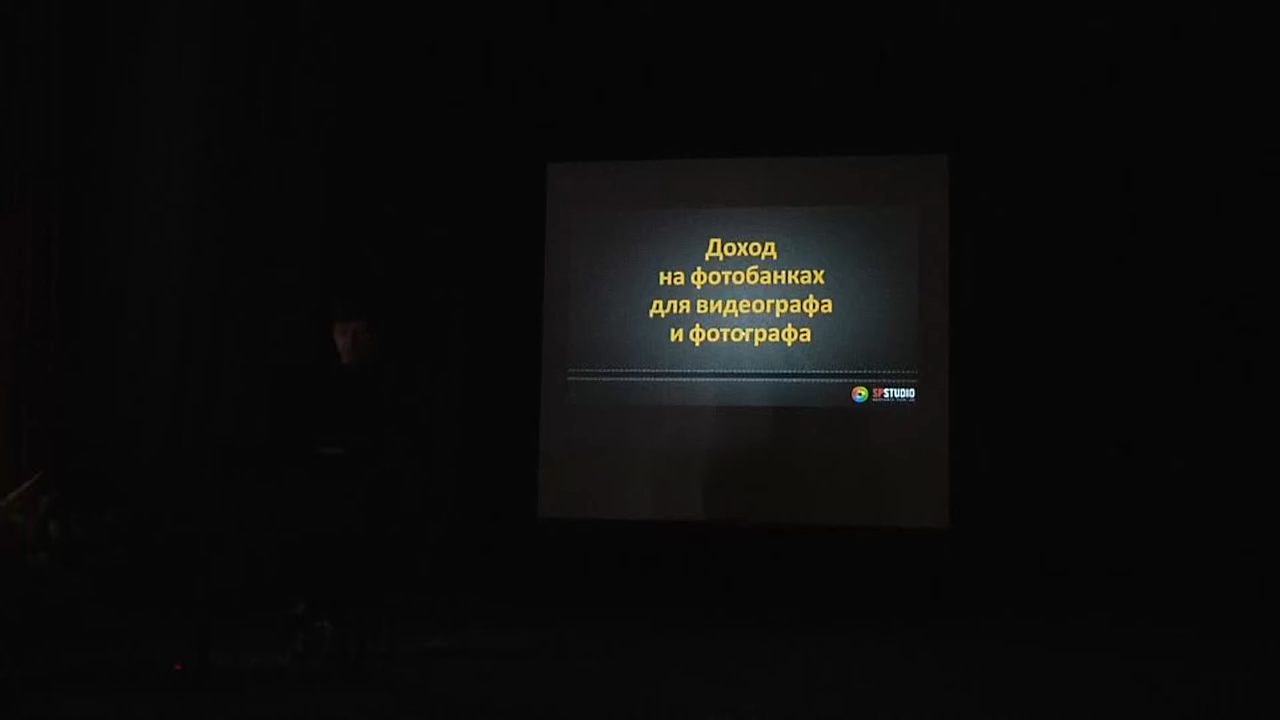 Доход
на фотобанках
для видеографа
и фотографа
SPSTUDIO